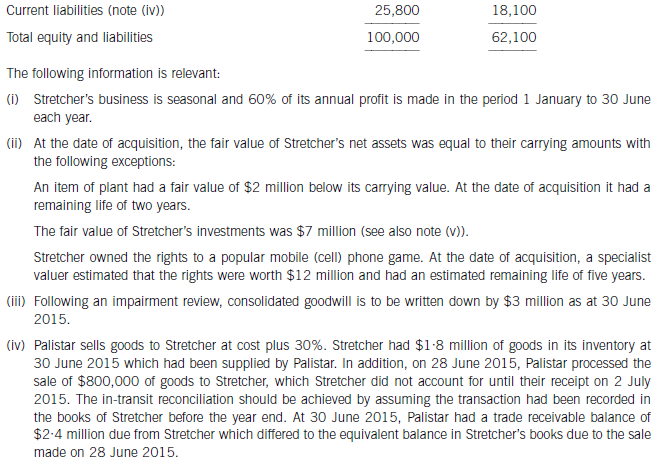 Current liabilities (note (iv)) 25,800 18,100
Total equity and liabilities 100,000 62,100
The following information is relevant:
(i) Stretcher's business is seasonal and 60% of its annual profit is made in the period 1 January to 30 June
each year.
(ii) At the date of acquisition, the fair value of Stretcher's net assets was equal to their carrying amounts with
the following exceptions:
An item of plant had a fair value of $2 million below its carrying value. At the date of acquisition it had a
remaining life of two years.
The fair value of Stretcher's investments was $7 million (see also note (v)).
Stretcher owned the rights to a popular mobile (cell) phone game. At the date of acquisition, a specialist
valuer estimated that the rights were worth $12 million and had an estimated remaining life of five years.
(iii) Following an impairment review, consolidated goodwill is to be written down by $3 million as at 30 June
2015.
(iv) Palistar sells goods to Stretcher at cost plus 30%. Stretcher had $1·8 million of goods in its inventory at
30 June 2015 which had been supplied by Palistar. In addition, on 28 June 2015, Palistar processed the
sale of $800,000 of goods to Stretcher, which Stretcher did not account for until their receipt on 2 July
2015. The in-transit reconciliation should be achieved by assuming the transaction had been recorded in
the books of Stretcher before the year end. At 30 June 2015, Palistar had a trade receivable balance of
$2·4 million due from Stretcher which differed to the equivalent balance in Stretcher's books due to the sale
made on 28 June 2015.